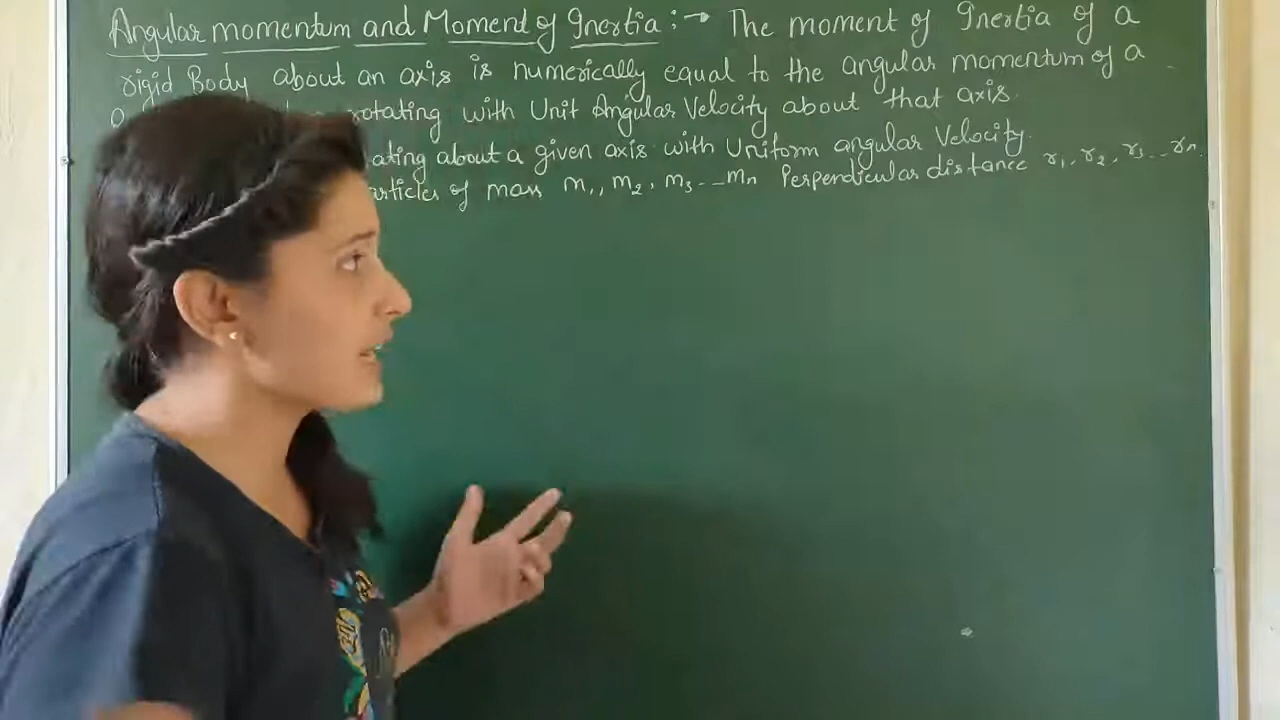 Angular momentum and Moment of Inertia :→ The moment of Inertia of a
rigid Body about an axis is numerically equal to the angular momentum of a
rotating with Unit Angular Velocity about that axis.
about a given axis with Uniform angular Velocity.
of mass m₁, m₂, m₃...mₙ Perpendicular distance r₁, r₂, r₃...rₙ.